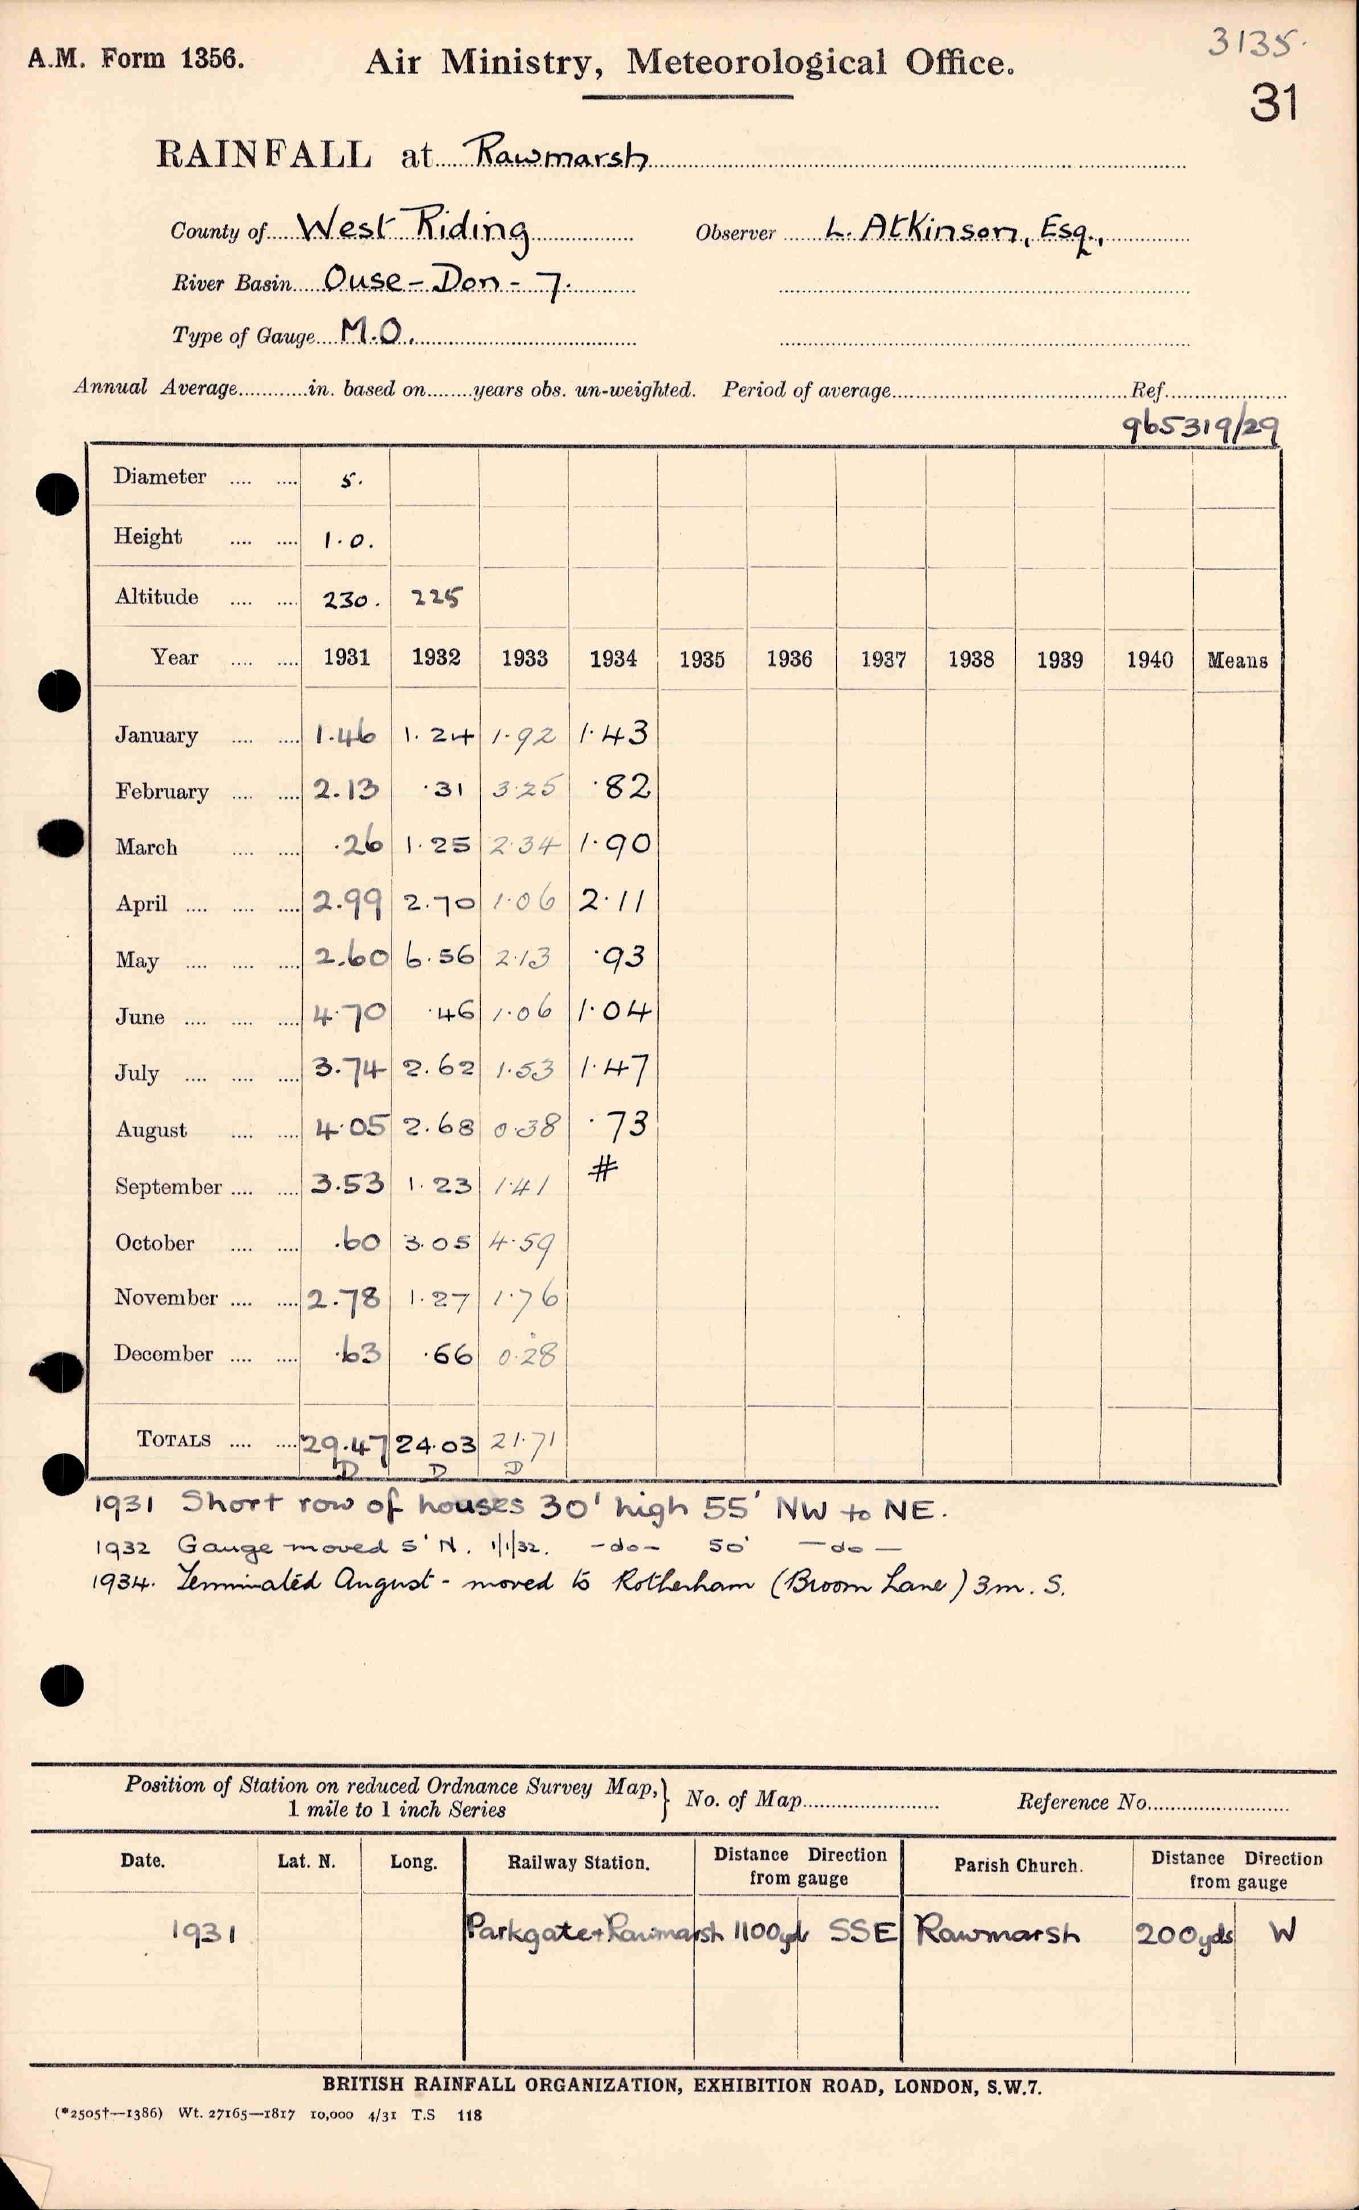 3135.
A.M. Form 1356. Air Ministry, Meteorological Office.
31
RAINFALL at Rawmarsh
County of West Riding Observer L. Atkinson, Esq.,
River Basin Ouse - Don - 7.
Type of Gauge M.O.
Annual Average............in. based on........years obs. un-weighted. Period of average............Ref............
965319/29
Diameter .... .... 5.
Height .... .... 1.0.
Altitude .... .... 230. 225
Year .... .... 1931 1932 1933 1934 1935 1936 1937 1938 1939 1940 Means
January .... .... 1.46 1.24 1.92 1.43
February .... .... 2.13 .31 3.25 .82
March .... .... .26 1.25 2.34 1.90
April .... .... .... 2.99 2.70 1.06 2.11
May .... .... .... 2.60 6.56 2.13 .93
June .... .... .... 4.70 .46 1.06 1.04
July .... .... .... 3.74 2.62 1.53 1.47
August .... .... 4.05 2.68 0.38 .73
September .... .... 3.53 1.23 1.41 #
October .... .... .60 3.05 4.59
November .... .... 2.78 1.27 1.76
December .... .... .63 .66 0.28
TOTALS .... .... 29.47 24.03 21.71
D D D
1931 Short row of houses 30' high 55' NW to NE.
1932 Gauge moved 5' N. 1/1/32. -do- 50' -do-
1934. Terminated August - moved to Rotherham (Broom Lane) 3m. S.
Position of Station on reduced Ordnance Survey Map, } No. of Map............ Reference No............
1 mile to 1 inch Series
Date. Lat. N. Long. Railway Station. Distance Direction from gauge Parish Church. Distance Direction from gauge
1931 Parkgate + Rawmarsh 1100yds SSE Rawmarsh 200yds W
BRITISH RAINFALL ORGANIZATION, EXHIBITION ROAD, LONDON, S.W.7.
(*2505†—1386) Wt. 27165—1817 10,000 4/31 T.S 118